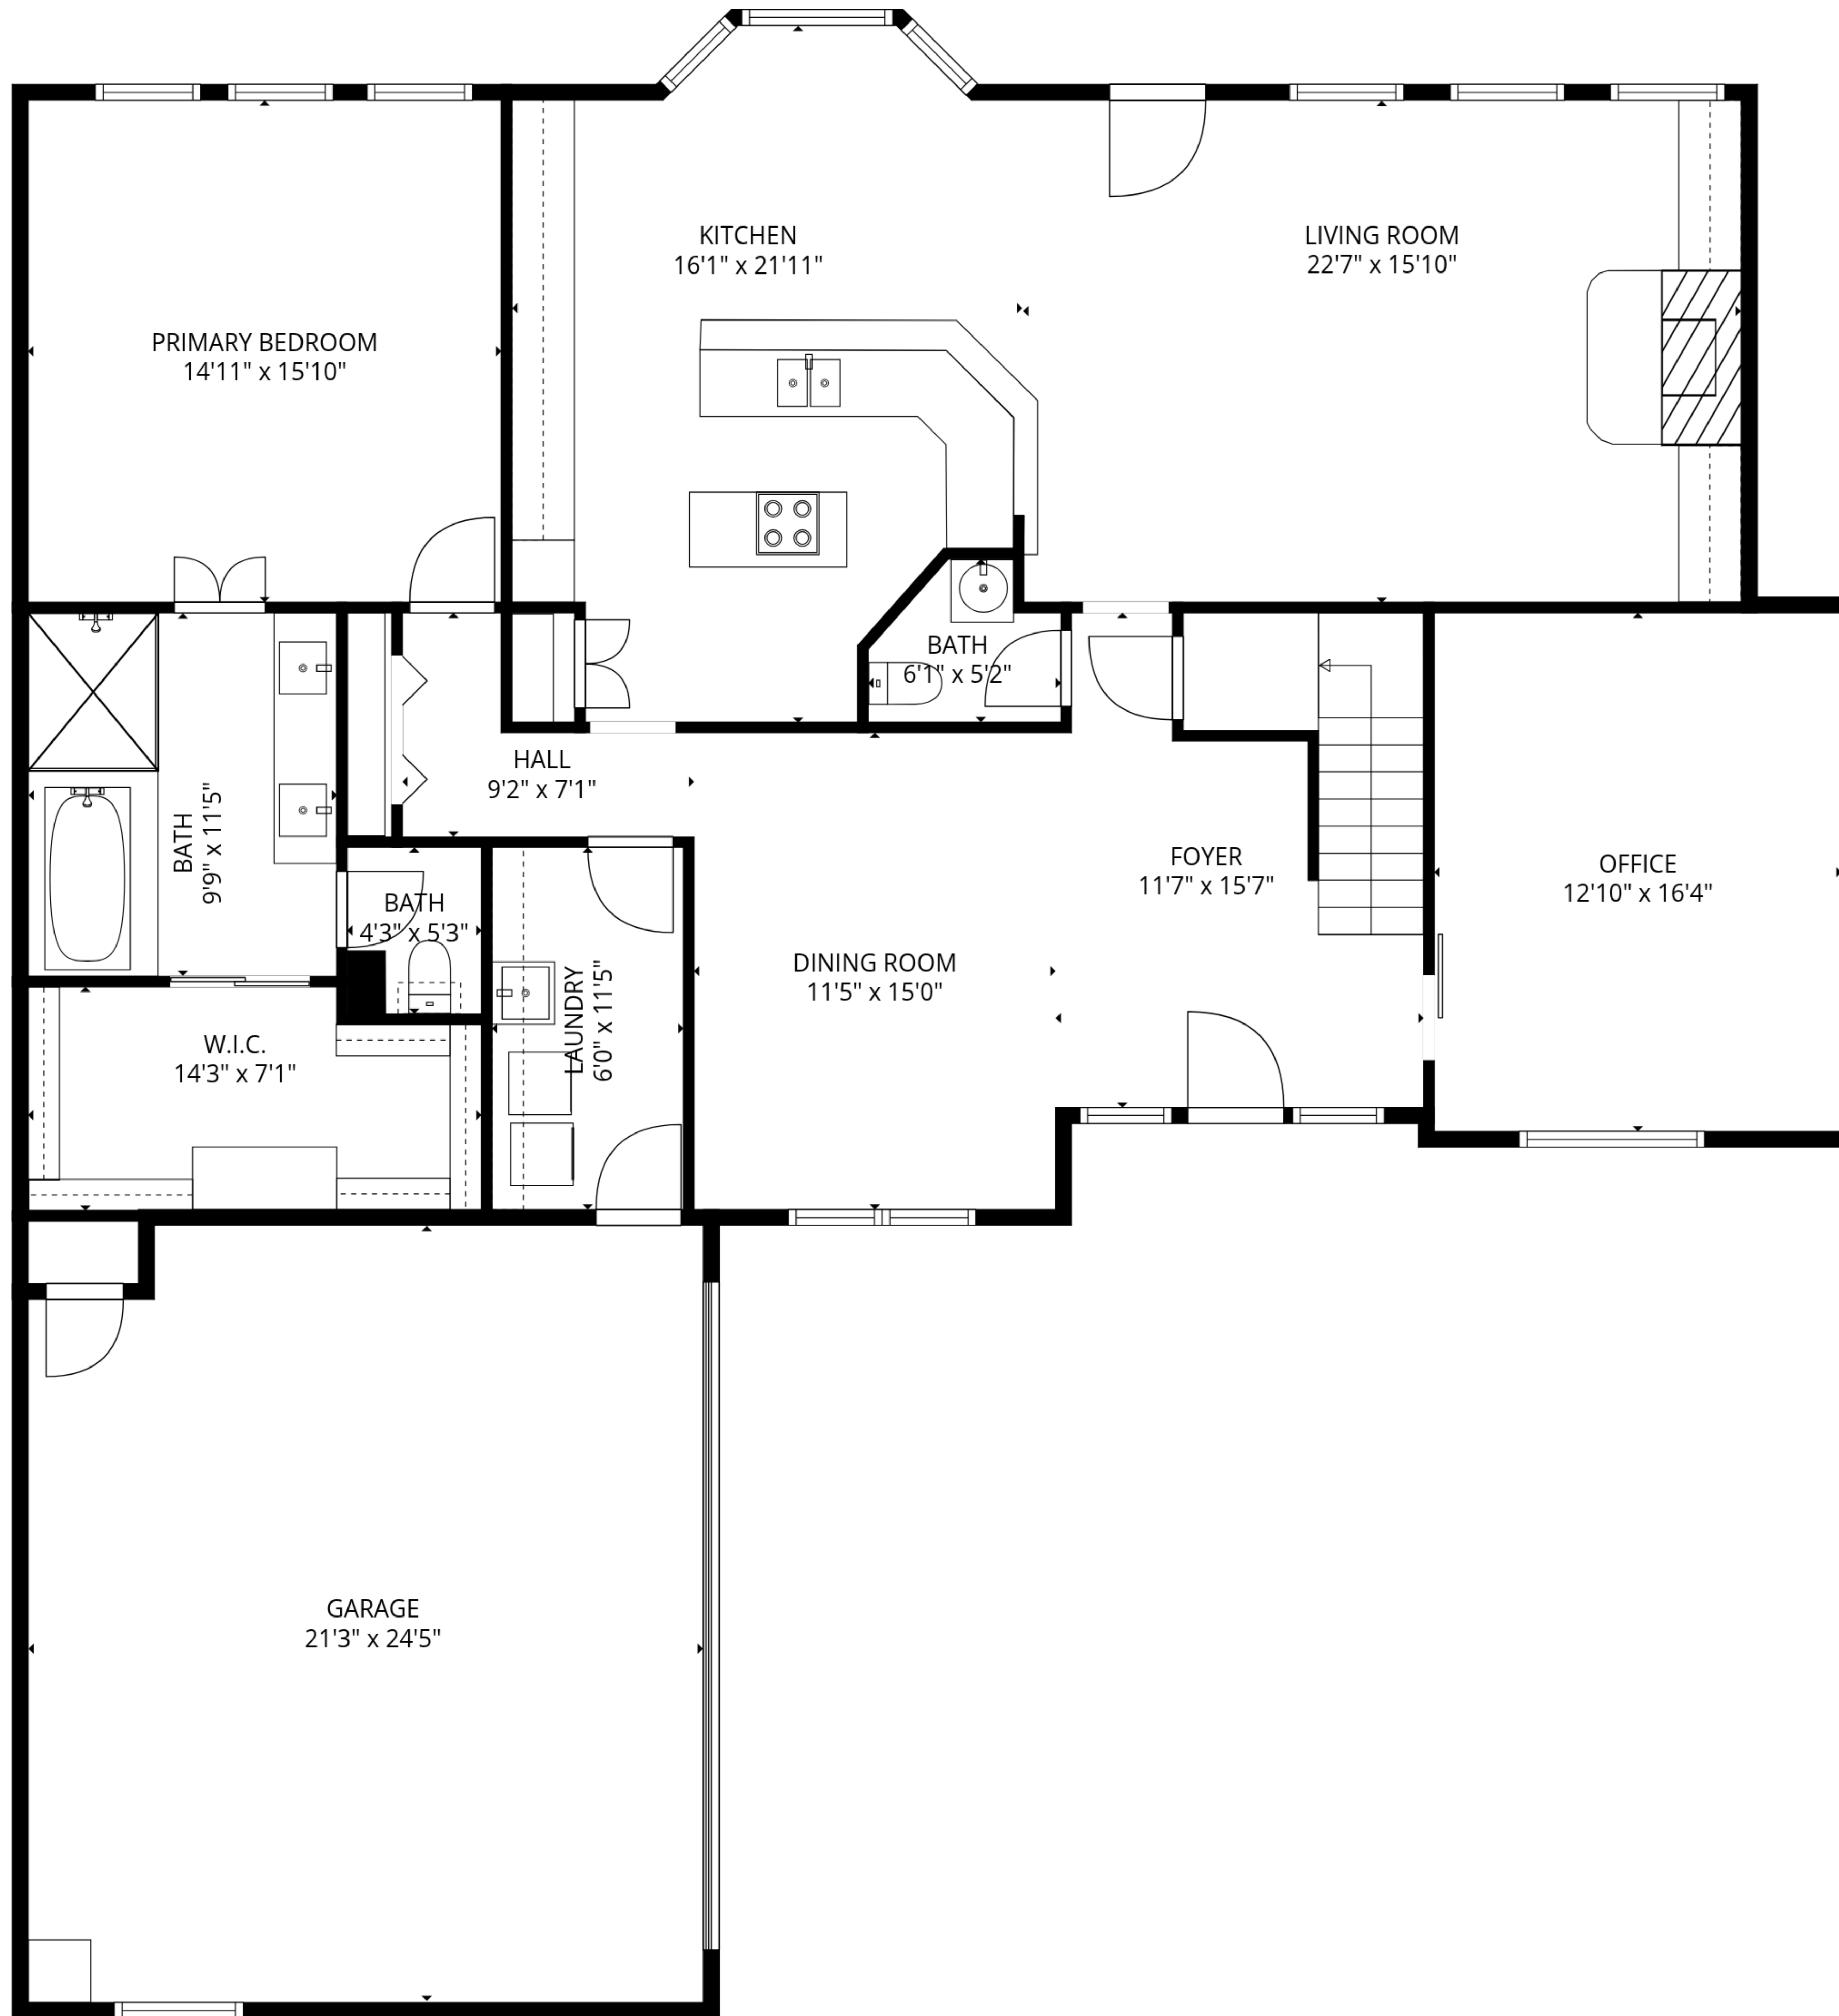 KITCHEN
16'1" x 21'11"
LIVING ROOM
22'7" x 15'10"
PRIMARY BEDROOM
14'11" x 15'10"
BATH
6'1" x 5'2"
HALL
9'2" x 7'1"
BATH
9'9" x 11'5"
FOYER
11'7" x 15'7"
OFFICE
12'10" x 16'4"
BATH
4'3" x 5'3"
DINING ROOM
11'5" x 15'0"
LAUNDRY
6'0" x 11'5"
W.I.C.
14'3" x 7'1"
GARAGE
21'3" x 24'5"